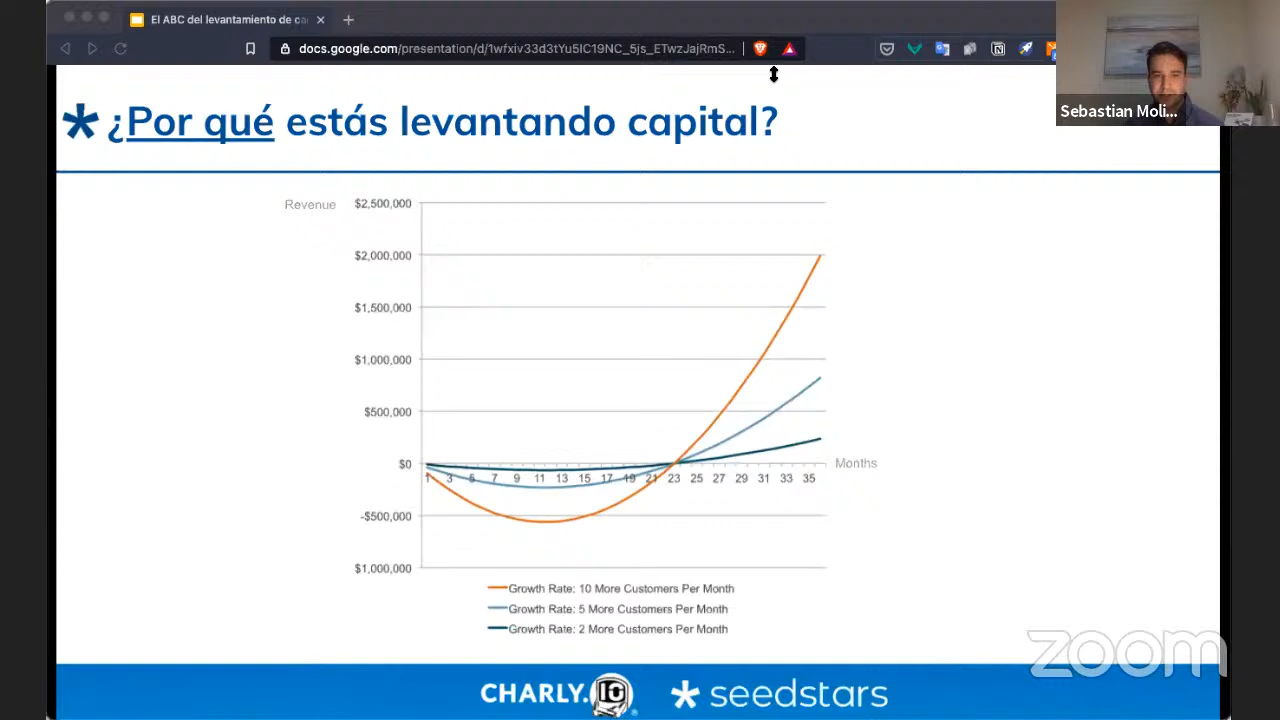 El ABC del levantamiento de ca
docs.google.com/presentation/d/1wfxiv33d3tYu5IC19NC_5js_ETwzJajRmS...
Sebastian Moli...
¿Por qué estás levantando capital?
Revenue
$2,500,000
$2,000,000
$1,500,000
$1,000,000
$500,000
$0
Months
1 3 5 7 9 11 13 15 17 19 21 23 25 27 29 31 33 35
-$500,000
$1,000,000
Growth Rate: 10 More Customers Per Month
Growth Rate: 5 More Customers Per Month
Growth Rate: 2 More Customers Per Month
zoom
CHARLY.IO
seedstars